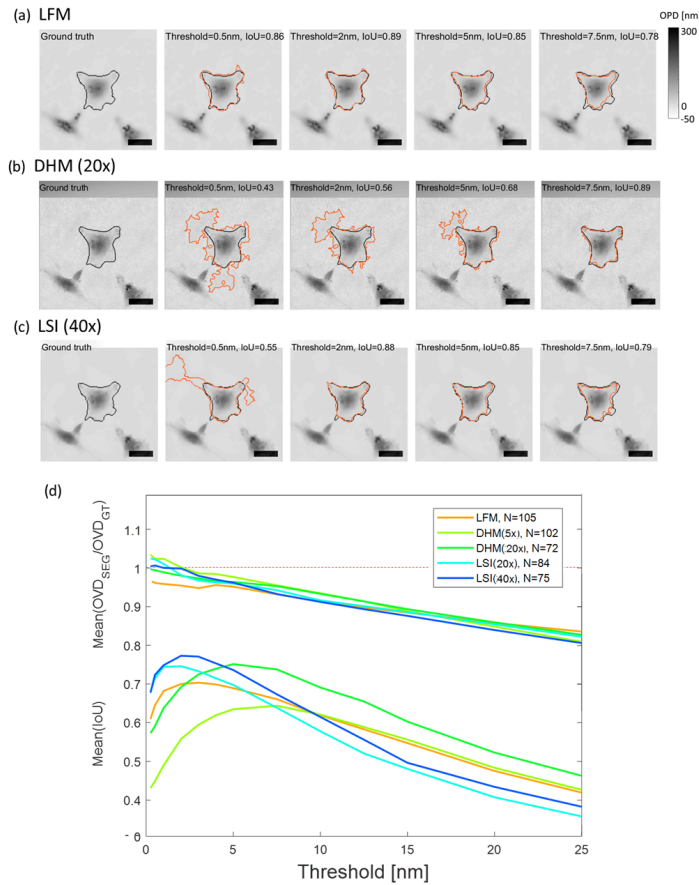 (a) LFM
OPD [nm
Ground truth
Threshold=0.5nm, IoU=0.86
Threshold=2nm, IoU=0.89
Threshold=5nm, IoU=0.85
Threshold=7.5nm, IoU=0.78
300
-50
(b) DHM (20x)
Ground truth
Threshold=0.5nm, IoU=0.43
Threshold=2nm, IoU=0.56
Threshold=5nm, IoU=0.68
Threshold=7.5nm, IoU=0.89
(c) LSI (40x)
Ground truth
Threshold=0.5nm, IoU=0.55
Threshold=2nm, IoU=0.88
Threshold=5nm, IoU=0.85
Threshold=7.5nm, IoU=0.79
(d)
Mean(OVD_SEG/OVD_GT)
Mean(IoU)
1.1
1
0.9
0.8
0.7
0.6
0.5
0.4
0
LFM, N=105
DHM(5x), N=102
DHM(20x), N=72
LSI(20x), N=84
LSI(40x), N=75
0
5
10
15
20
25
Threshold [nm]